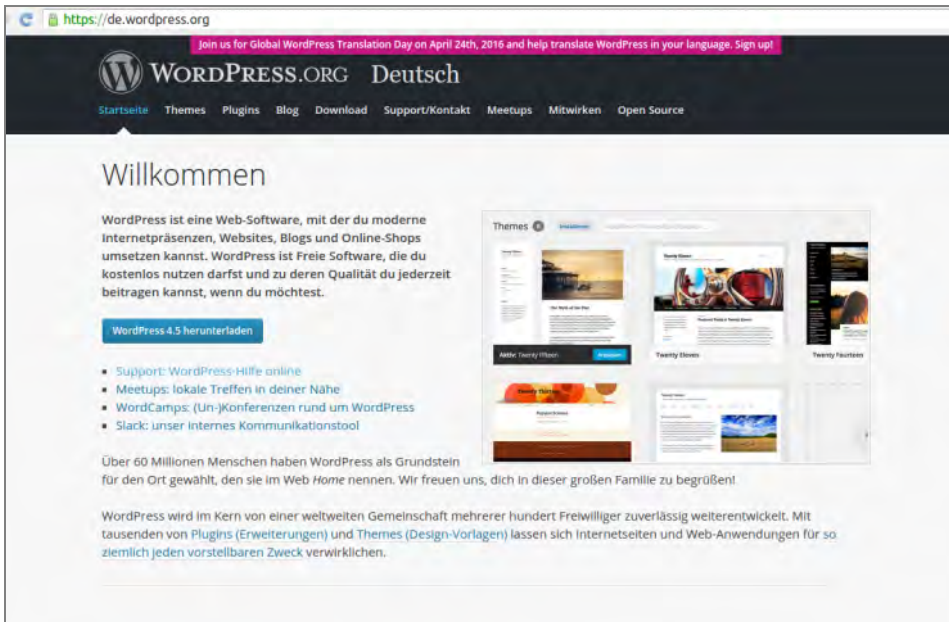 https://de.wordpress.org
Join us for Global WordPress Translation Day on April 24th, 2016 and help translate WordPress in your language. Sign up!
WORDPRESS.ORG Deutsch
Startseite Themes Plugins Blog Download Support/Kontakt Meetups Mitwirken Open Source
Willkommen
WordPress ist eine Web-Software, mit der du moderne
Internetpräsenzen, Websites, Blogs und Online-Shops
umsetzen kannst. WordPress ist Freie Software, die du
kostenlos nutzen darfst und zu deren Qualität du jederzeit
beitragen kannst, wenn du möchtest.
WordPress 4.5 herunterladen
Support: WordPress-Hilfe online
Meetups: lokale Treffen in deiner Nähe
WordCamps: (Un-)Konferenzen rund um WordPress
Slack: unser internes Kommunikationstool
Themes
Aktiv: Twenty Fifteen
Twenty Eleven
Twenty Fourteen
Über 60 Millionen Menschen haben WordPress als Grundstein
für den Ort gewählt, den sie im Web Home nennen. Wir freuen uns, dich in dieser großen Familie zu begrüßen!
WordPress wird im Kern von einer weltweiten Gemeinschaft mehrerer hundert Freiwilliger zuverlässig weiterentwickelt. Mit
tausenden von Plugins (Erweiterungen) und Themes (Design-Vorlagen) lassen sich Internetseiten und Web-Anwendungen für so
ziemlich jeden vorstellbaren Zweck verwirklichen.